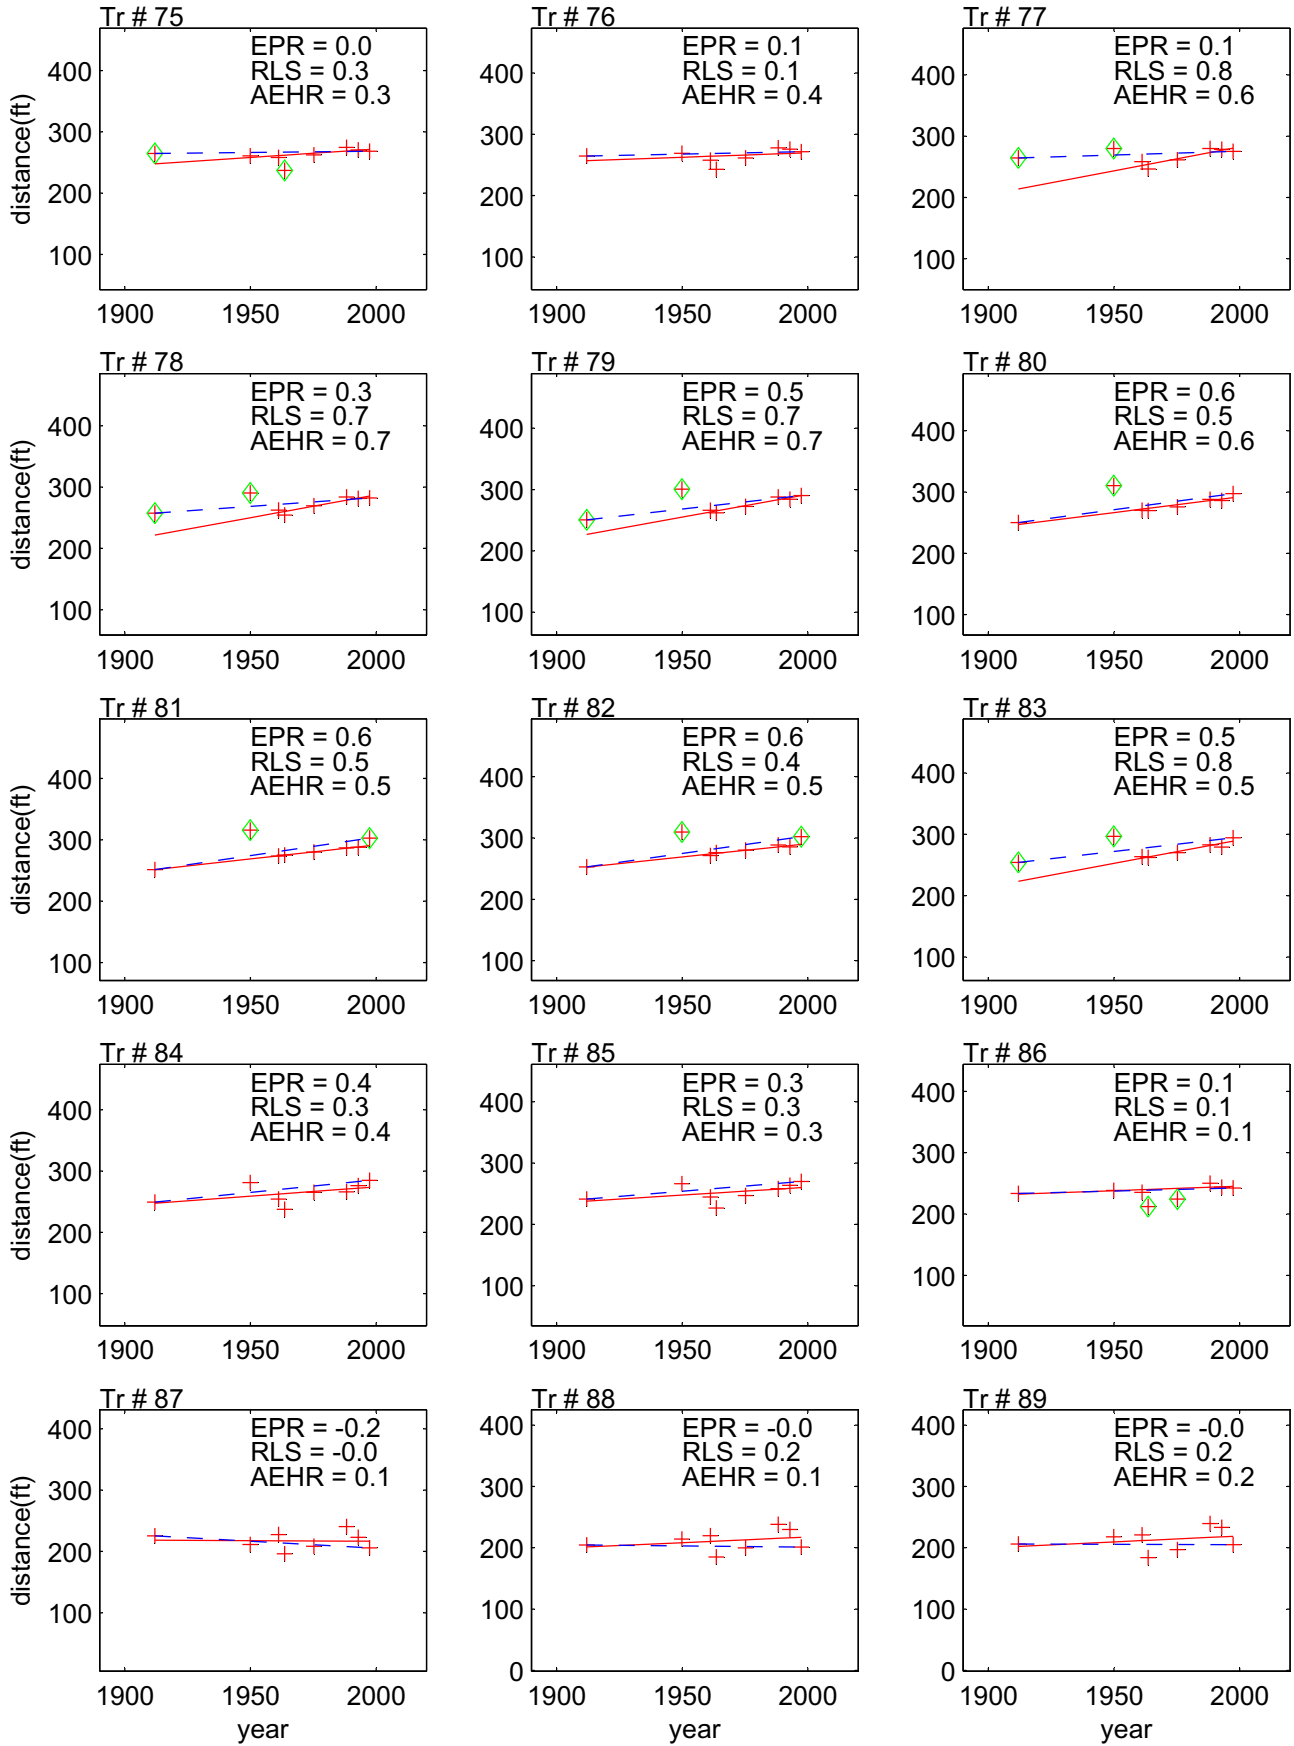 Tr # 75
EPR = 0.0
RLS = 0.3
AEHR = 0.3
400
300
200
100
distance(ft)
1900 1950 2000
Tr # 76
EPR = 0.1
RLS = 0.1
AEHR = 0.4
400
300
200
100
1900 1950 2000
Tr # 77
EPR = 0.1
RLS = 0.8
AEHR = 0.6
400
300
200
100
1900 1950 2000
Tr # 78
EPR = 0.3
RLS = 0.7
AEHR = 0.7
400
300
200
100
distance(ft)
1900 1950 2000
Tr # 79
EPR = 0.5
RLS = 0.7
AEHR = 0.7
400
300
200
100
1900 1950 2000
Tr # 80
EPR = 0.6
RLS = 0.5
AEHR = 0.6
400
300
200
100
1900 1950 2000
Tr # 81
EPR = 0.6
RLS = 0.5
AEHR = 0.5
400
300
200
100
distance(ft)
1900 1950 2000
Tr # 82
EPR = 0.6
RLS = 0.4
AEHR = 0.5
400
300
200
100
1900 1950 2000
Tr # 83
EPR = 0.5
RLS = 0.8
AEHR = 0.5
400
300
200
100
1900 1950 2000
Tr # 84
EPR = 0.4
RLS = 0.3
AEHR = 0.4
400
300
200
100
distance(ft)
1900 1950 2000
Tr # 85
EPR = 0.3
RLS = 0.3
AEHR = 0.3
400
300
200
100
1900 1950 2000
Tr # 86
EPR = 0.1
RLS = 0.1
AEHR = 0.1
400
300
200
100
1900 1950 2000
Tr # 87
EPR = -0.2
RLS = -0.0
AEHR = 0.1
400
300
200
100
distance(ft)
1900 1950 2000
year
Tr # 88
EPR = -0.0
RLS = 0.2
AEHR = 0.1
400
300
200
100
0
1900 1950 2000
year
Tr # 89
EPR = -0.0
RLS = 0.2
AEHR = 0.2
400
300
200
100
0
1900 1950 2000
year